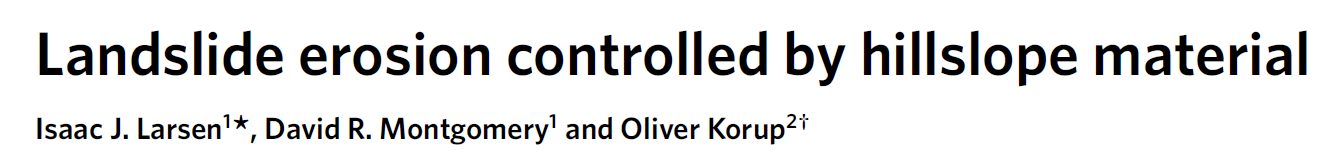 Landslide erosion controlled by hillslope material
Isaac J. Larsen¹*, David R. Montgomery¹ and Oliver Korup²†